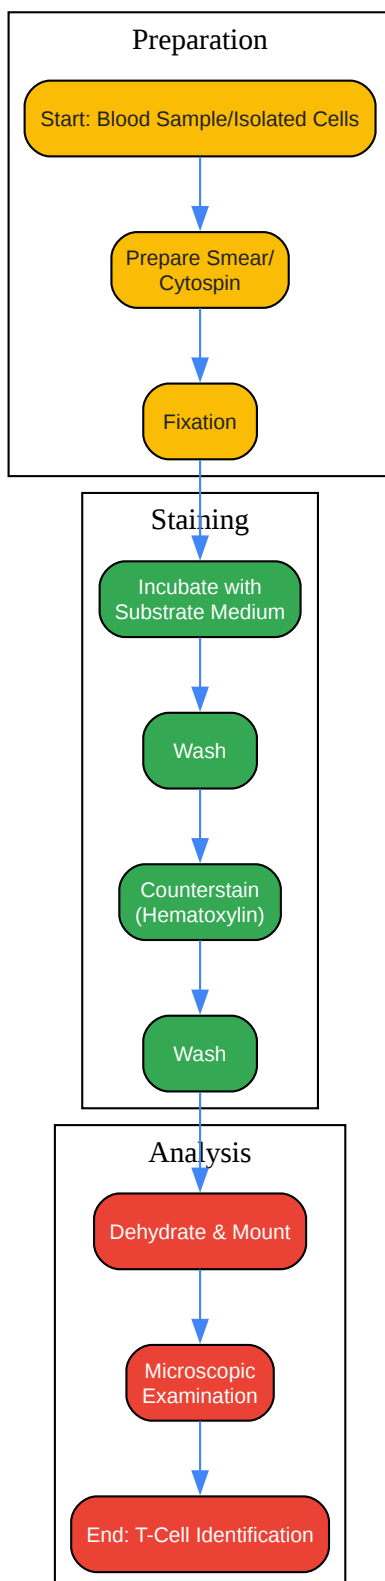 Preparation
Start: Blood Sample/Isolated Cells
Prepare Smear/
Cytospin
Fixation
Staining
Incubate with
Substrate Medium
Wash
Counterstain
(Hematoxylin)
Wash
Analysis
Dehydrate & Mount
Microscopic
Examination
End: T-Cell Identification